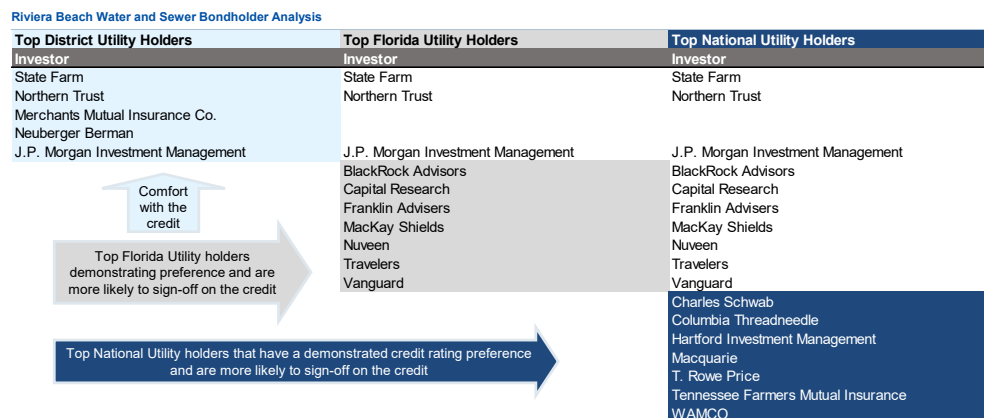 Riviera Beach Water and Sewer Bondholder Analysis
Top District Utility Holders Top Florida Utility Holders Top National Utility Holders
Investor Investor Investor
State Farm State Farm State Farm
Northern Trust Northern Trust Northern Trust
Merchants Mutual Insurance Co.
Neuberger Berman
J.P. Morgan Investment Management J.P. Morgan Investment Management J.P. Morgan Investment Management
BlackRock Advisors BlackRock Advisors
Capital Research Capital Research
Franklin Advisers Franklin Advisers
MacKay Shields MacKay Shields
Nuveen Nuveen
Travelers Travelers
Vanguard Vanguard
Comfort
with the
credit
Top Florida Utility holders
demonstrating preference and are
more likely to sign-off on the credit
Charles Schwab
Columbia Threadneedle
Hartford Investment Management
Macquarie
T. Rowe Price
Tennessee Farmers Mutual Insurance
WAMCO
Top National Utility holders that have a demonstrated credit rating preference
and are more likely to sign-off on the credit